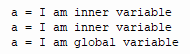 a = I am inner variable
a = I am inner variable
a = I am global variable